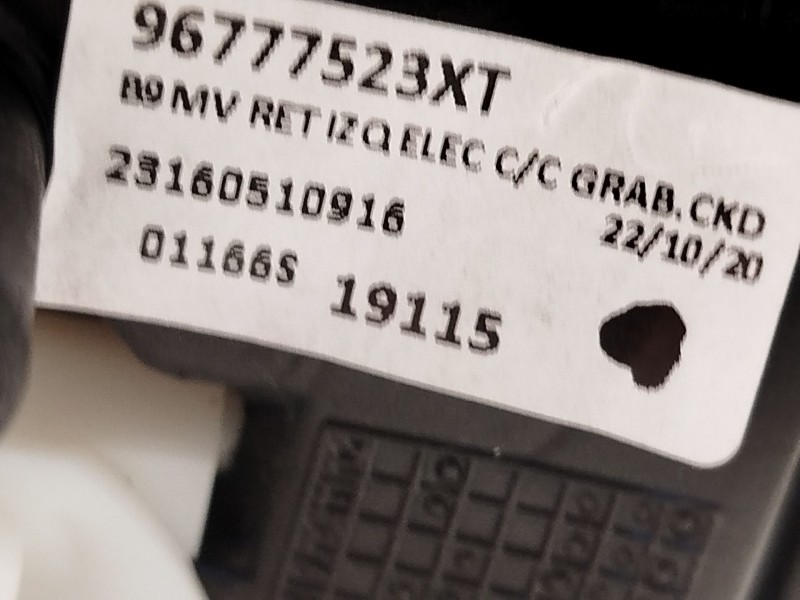 96777523XT
B9 MV RET IZQ ELEC C/C GRAB.CKD
23160510916
22/10/20
01166S
19115